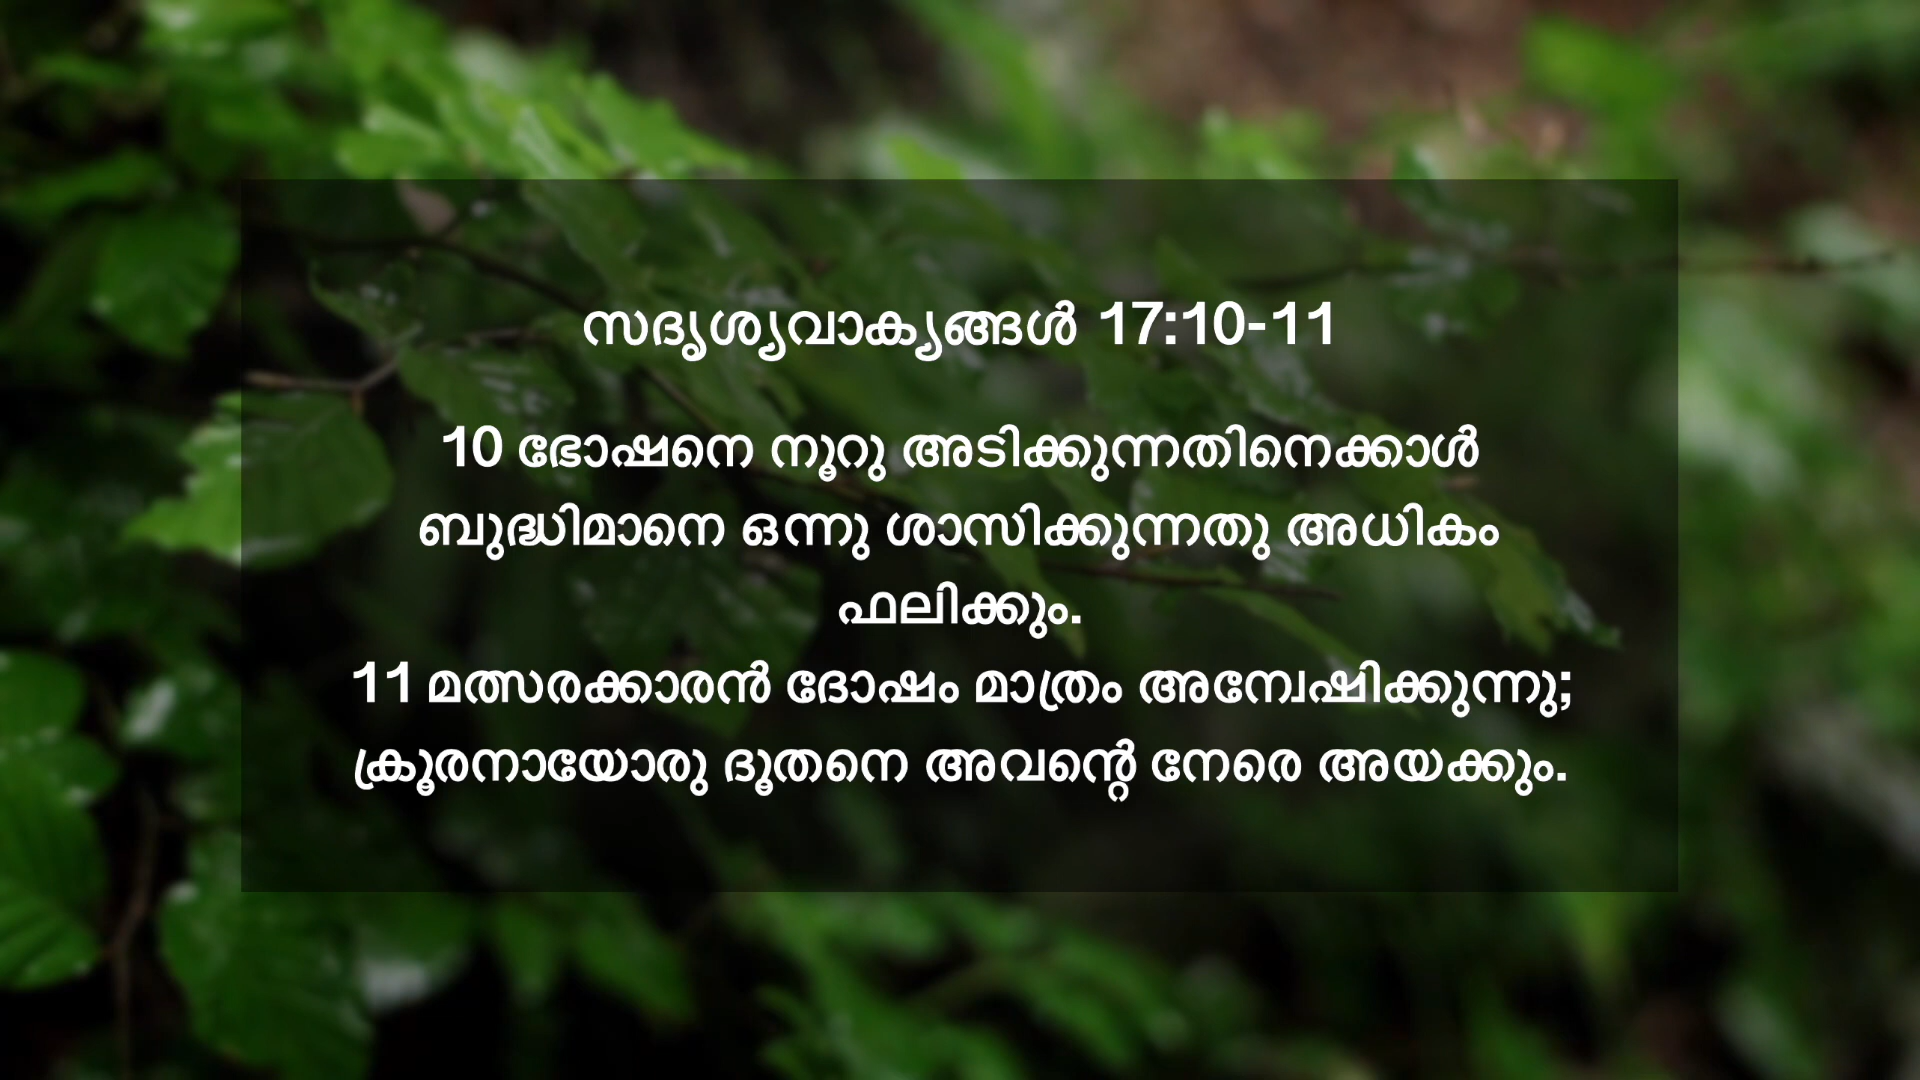 സദൃശ്യവാക്യങ്ങൾ 17:10-11
10 ഭോഷനെ നൂറു അടിക്കുന്നതിനെക്കാൾ
ബുദ്ധിമാനെ ഒന്നു ശാസിക്കുന്നതു അധികം
ഫലിക്കും.
11 മത്സരക്കാരൻ ദോഷം മാത്രം അന്വേഷിക്കുന്നു;
ക്രൂരനായോരു ദൂതനെ അവന്റെ നേരെ അയക്കും.